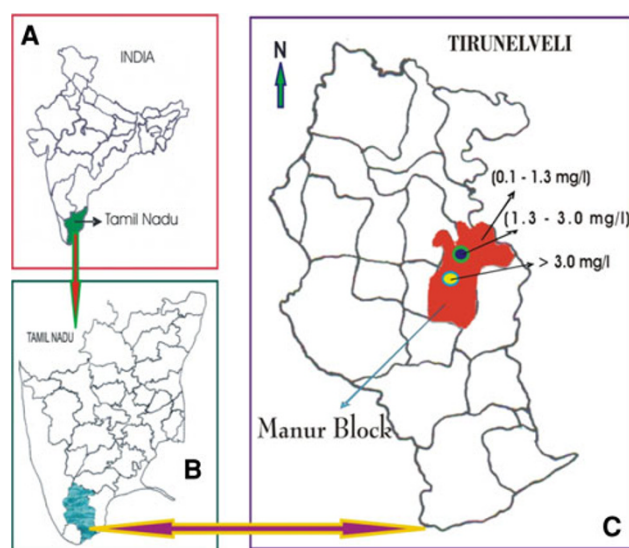 A
INDIA
Tamil Nadu
TAMIL NADU
B
TIRUNELVELI
N
(0.1 - 1.3 mg/l)
(1.3 - 3.0 mg/l)
> 3.0 mg/l
Manur Block
C